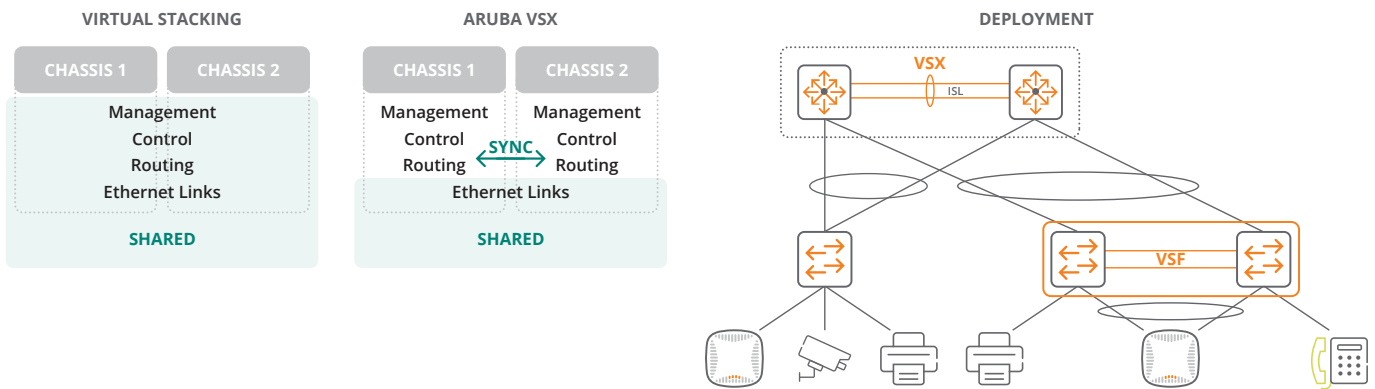 VIRTUAL STACKING
CHASSIS 1
CHASSIS 2
Management
Control
Routing
Ethernet Links
SHARED
ARUBA VSX
CHASSIS 1
CHASSIS 2
Management
Management
Control
Control
SYNC
Routing
Routing
Ethernet Links
SHARED
DEPLOYMENT
VSX
ISL
VSF